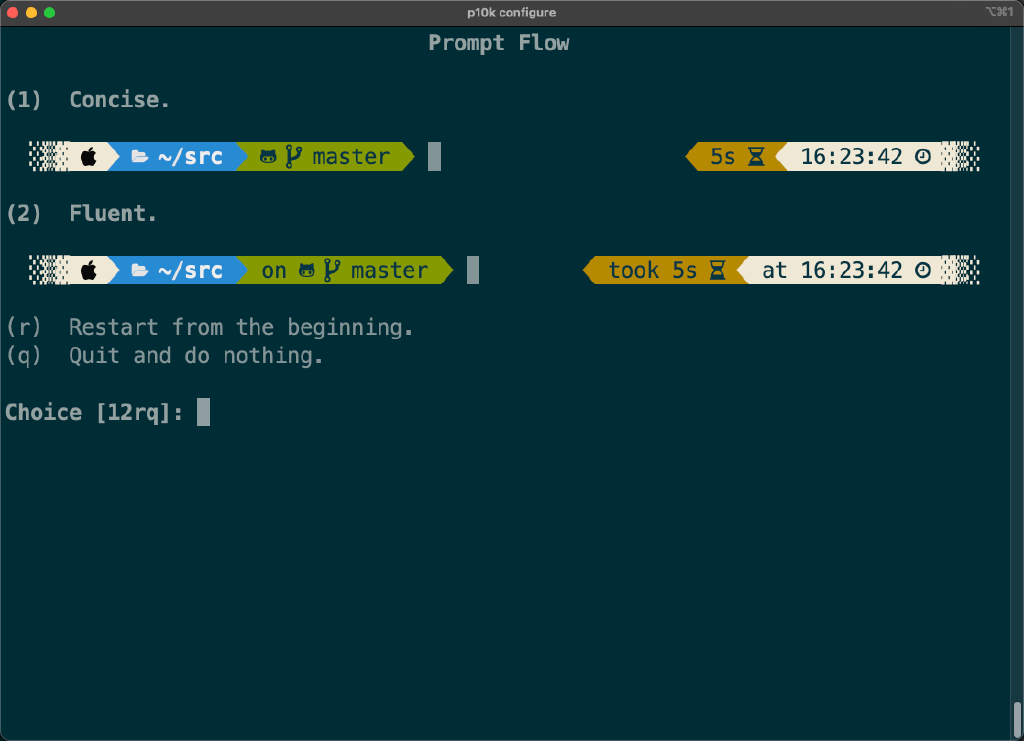 p10k configure
⌥⌘1
Prompt Flow
(1) Concise.
~/src master 5s 16:23:42
(2) Fluent.
~/src on master took 5s at 16:23:42
(r) Restart from the beginning.
(q) Quit and do nothing.
Choice [12rq]: